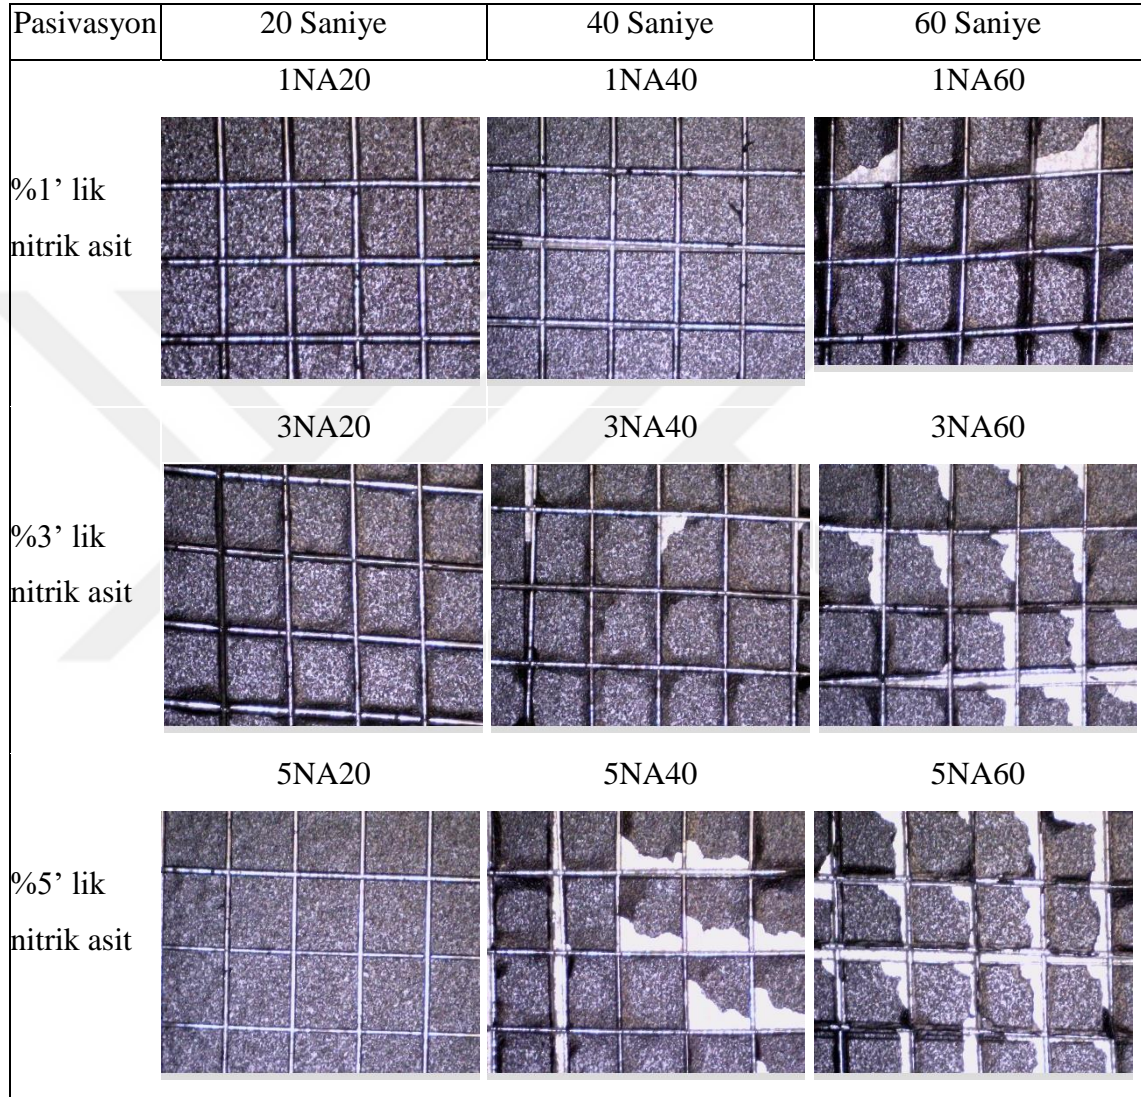 Pasivasyon 20 Saniye 40 Saniye 60 Saniye
1NA20 1NA40 1NA60
%1’ lik
nitrik asit
3NA20 3NA40 3NA60
%3’ lik
nitrik asit
5NA20 5NA40 5NA60
%5’ lik
nitrik asit